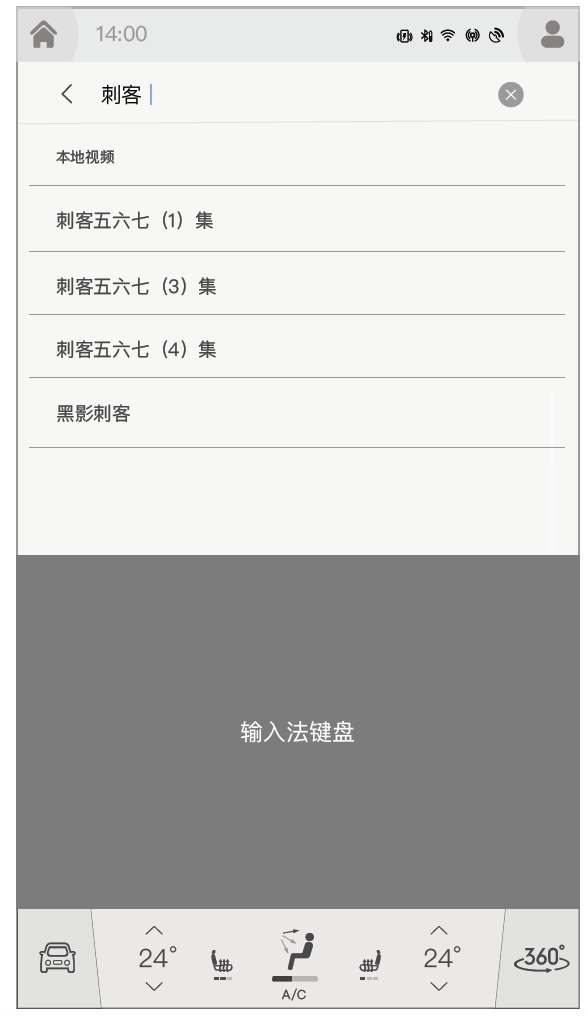 14:00
刺客
本地视频
刺客五六七（1）集
刺客五六七（3）集
刺客五六七（4）集
黑影刺客
输入法键盘
24° 24° 360°
A/C